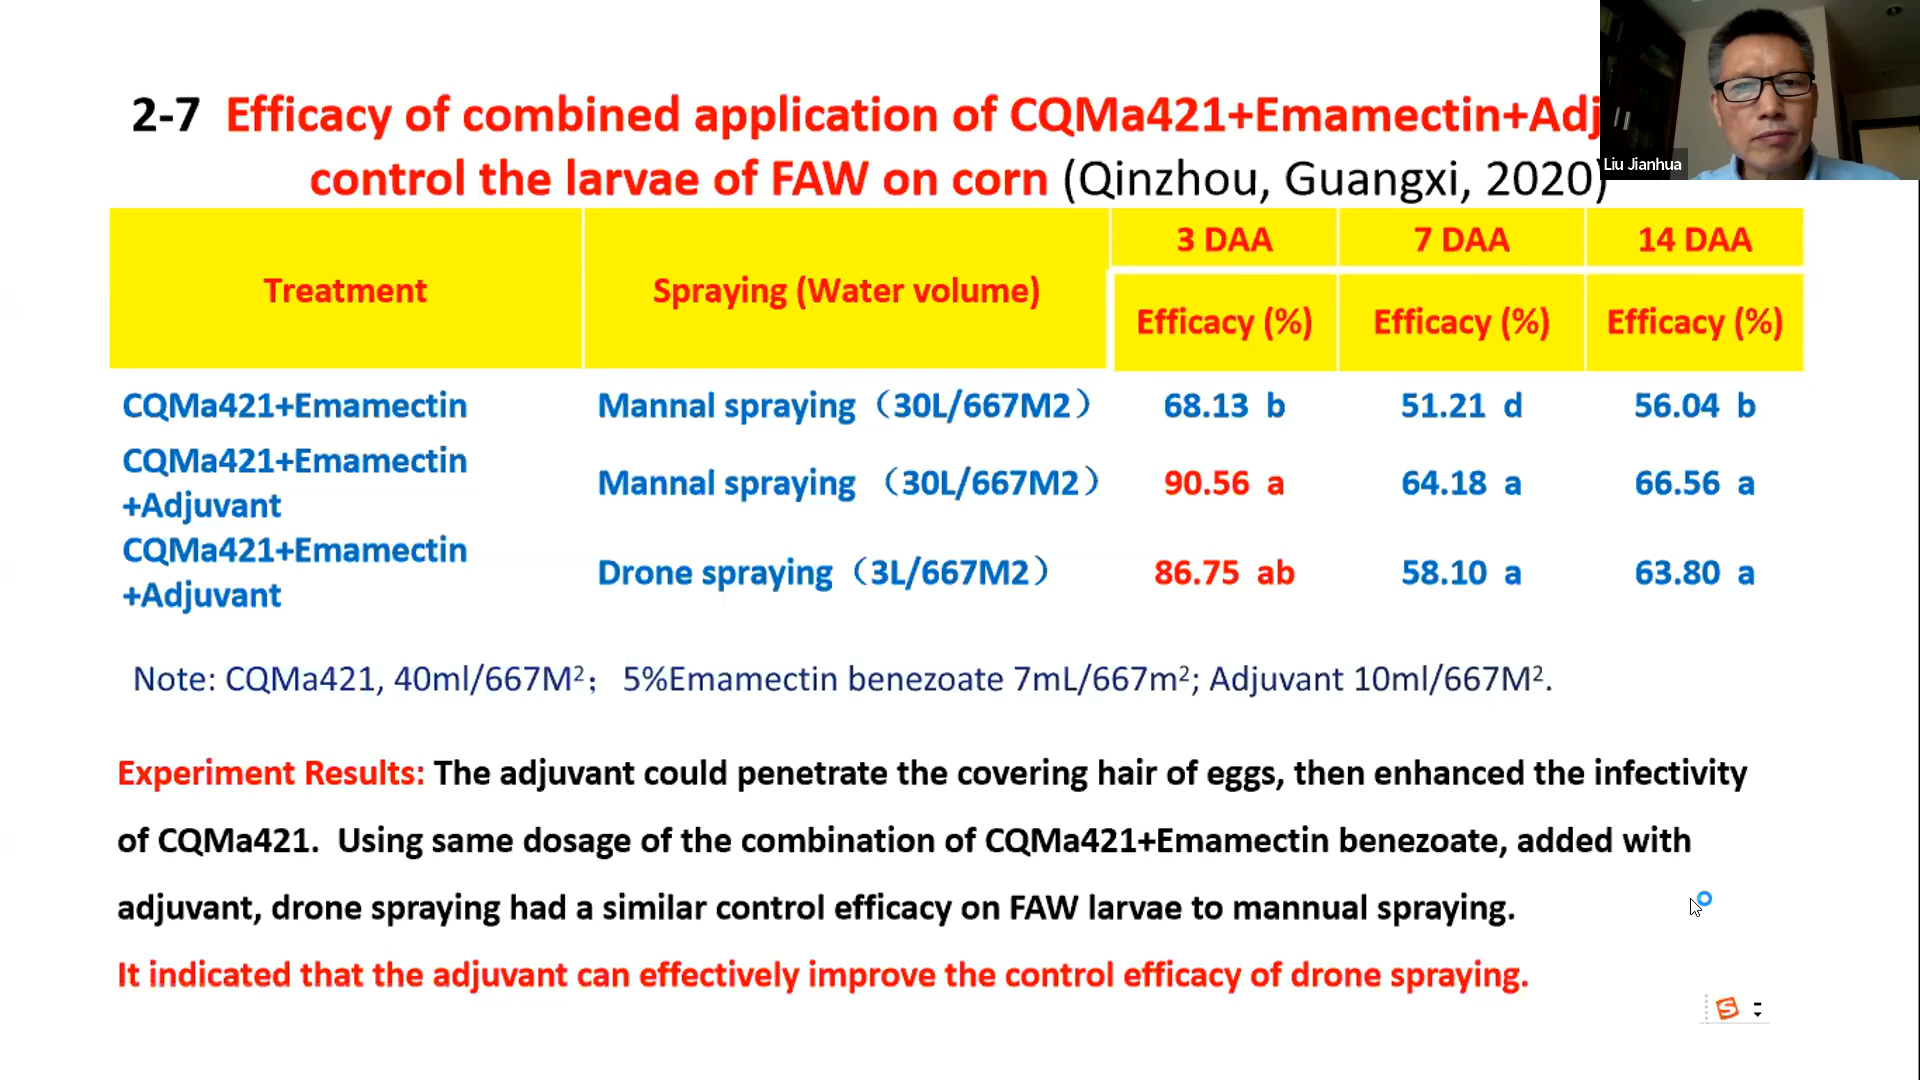 2-7 Efficacy of combined application of CQMa421+Emamectin+Adj
control the larvae of FAW on corn (Qinzhou, Guangxi, 2020)
Liu Jianhua
Treatment Spraying (Water volume) 3 DAA 7 DAA 14 DAA
Efficacy (%) Efficacy (%) Efficacy (%)
CQMa421+Emamectin Mannal spraying（30L/667M2） 68.13 b 51.21 d 56.04 b
CQMa421+Emamectin
+Adjuvant Mannal spraying （30L/667M2） 90.56 a 64.18 a 66.56 a
CQMa421+Emamectin
+Adjuvant Drone spraying（3L/667M2） 86.75 ab 58.10 a 63.80 a
Note: CQMa421, 40ml/667M²； 5%Emamectin benezoate 7mL/667m²; Adjuvant 10ml/667M².
Experiment Results: The adjuvant could penetrate the covering hair of eggs, then enhanced the infectivity
of CQMa421. Using same dosage of the combination of CQMa421+Emamectin benezoate, added with
adjuvant, drone spraying had a similar control efficacy on FAW larvae to mannual spraying.
It indicated that the adjuvant can effectively improve the control efficacy of drone spraying.